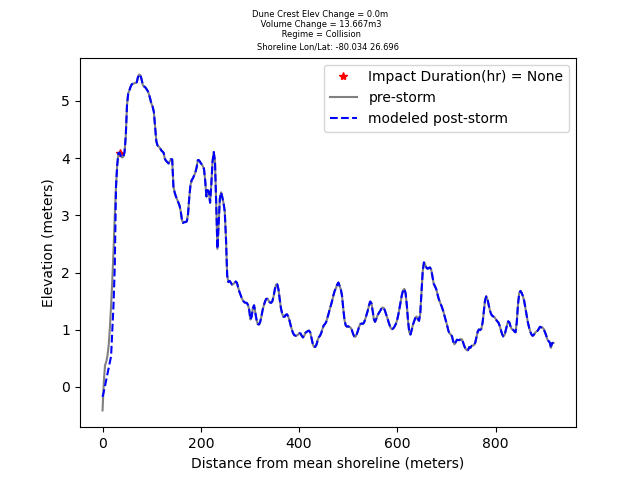 Dune Crest Elev Change = 0.0m
Volume Change = 13.667m3
Regime = Collision
Shoreline Lon/Lat: -80.034 26.696
Impact Duration(hr) = None
pre-storm
modeled post-storm
Elevation (meters)
5
4
3
2
1
0
0 200 400 600 800
Distance from mean shoreline (meters)